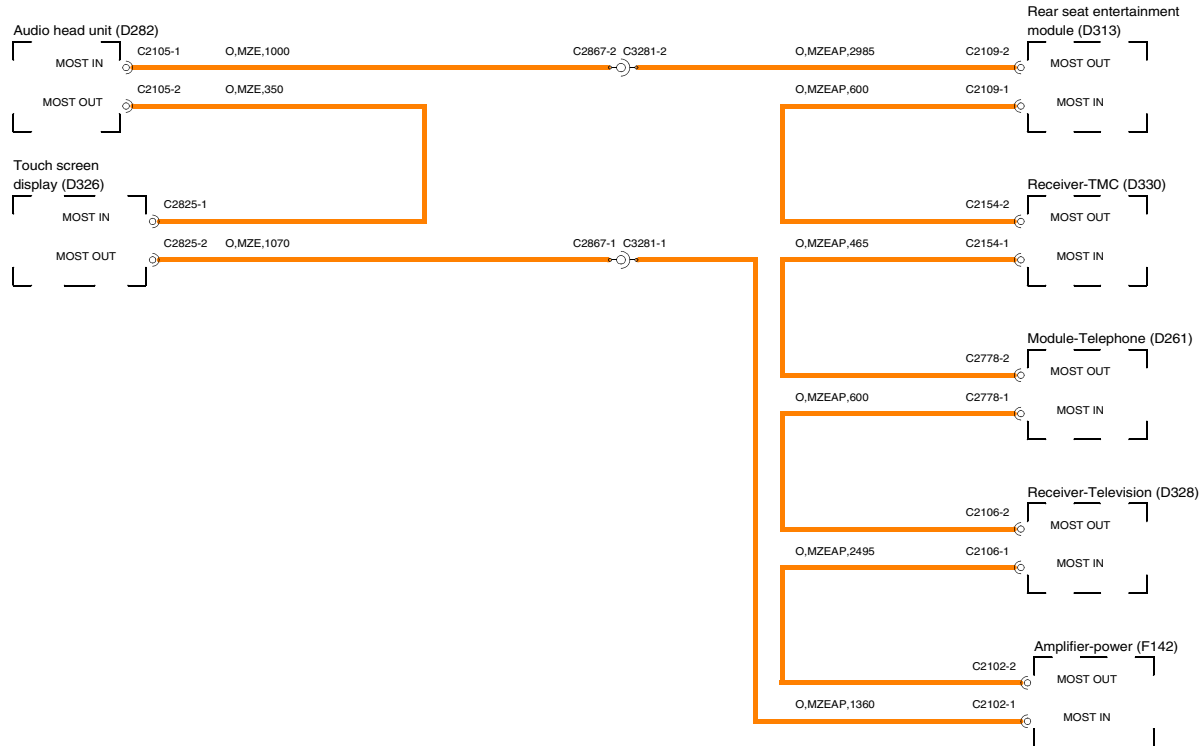 Audio head unit (D282)
C2105-1 O,MZE,1000 C2867-2 C3281-2 O,MZEAP,2985 C2109-2
MOST IN
C2105-2 O,MZE,350
MOST OUT
Rear seat entertainment
module (D313)
MOST OUT
O,MZEAP,600 C2109-1
MOST IN
Touch screen
display (D326)
C2825-1
MOST IN
C2825-2 O,MZE,1070 C2867-1 C3281-1
MOST OUT
Receiver-TMC (D330)
C2154-2
MOST OUT
O,MZEAP,465 C2154-1
MOST IN
Module-Telephone (D261)
C2778-2
MOST OUT
O,MZEAP,600 C2778-1
MOST IN
Receiver-Television (D328)
C2106-2
MOST OUT
O,MZEAP,2495 C2106-1
MOST IN
Amplifier-power (F142)
C2102-2
MOST OUT
O,MZEAP,1360 C2102-1
MOST IN